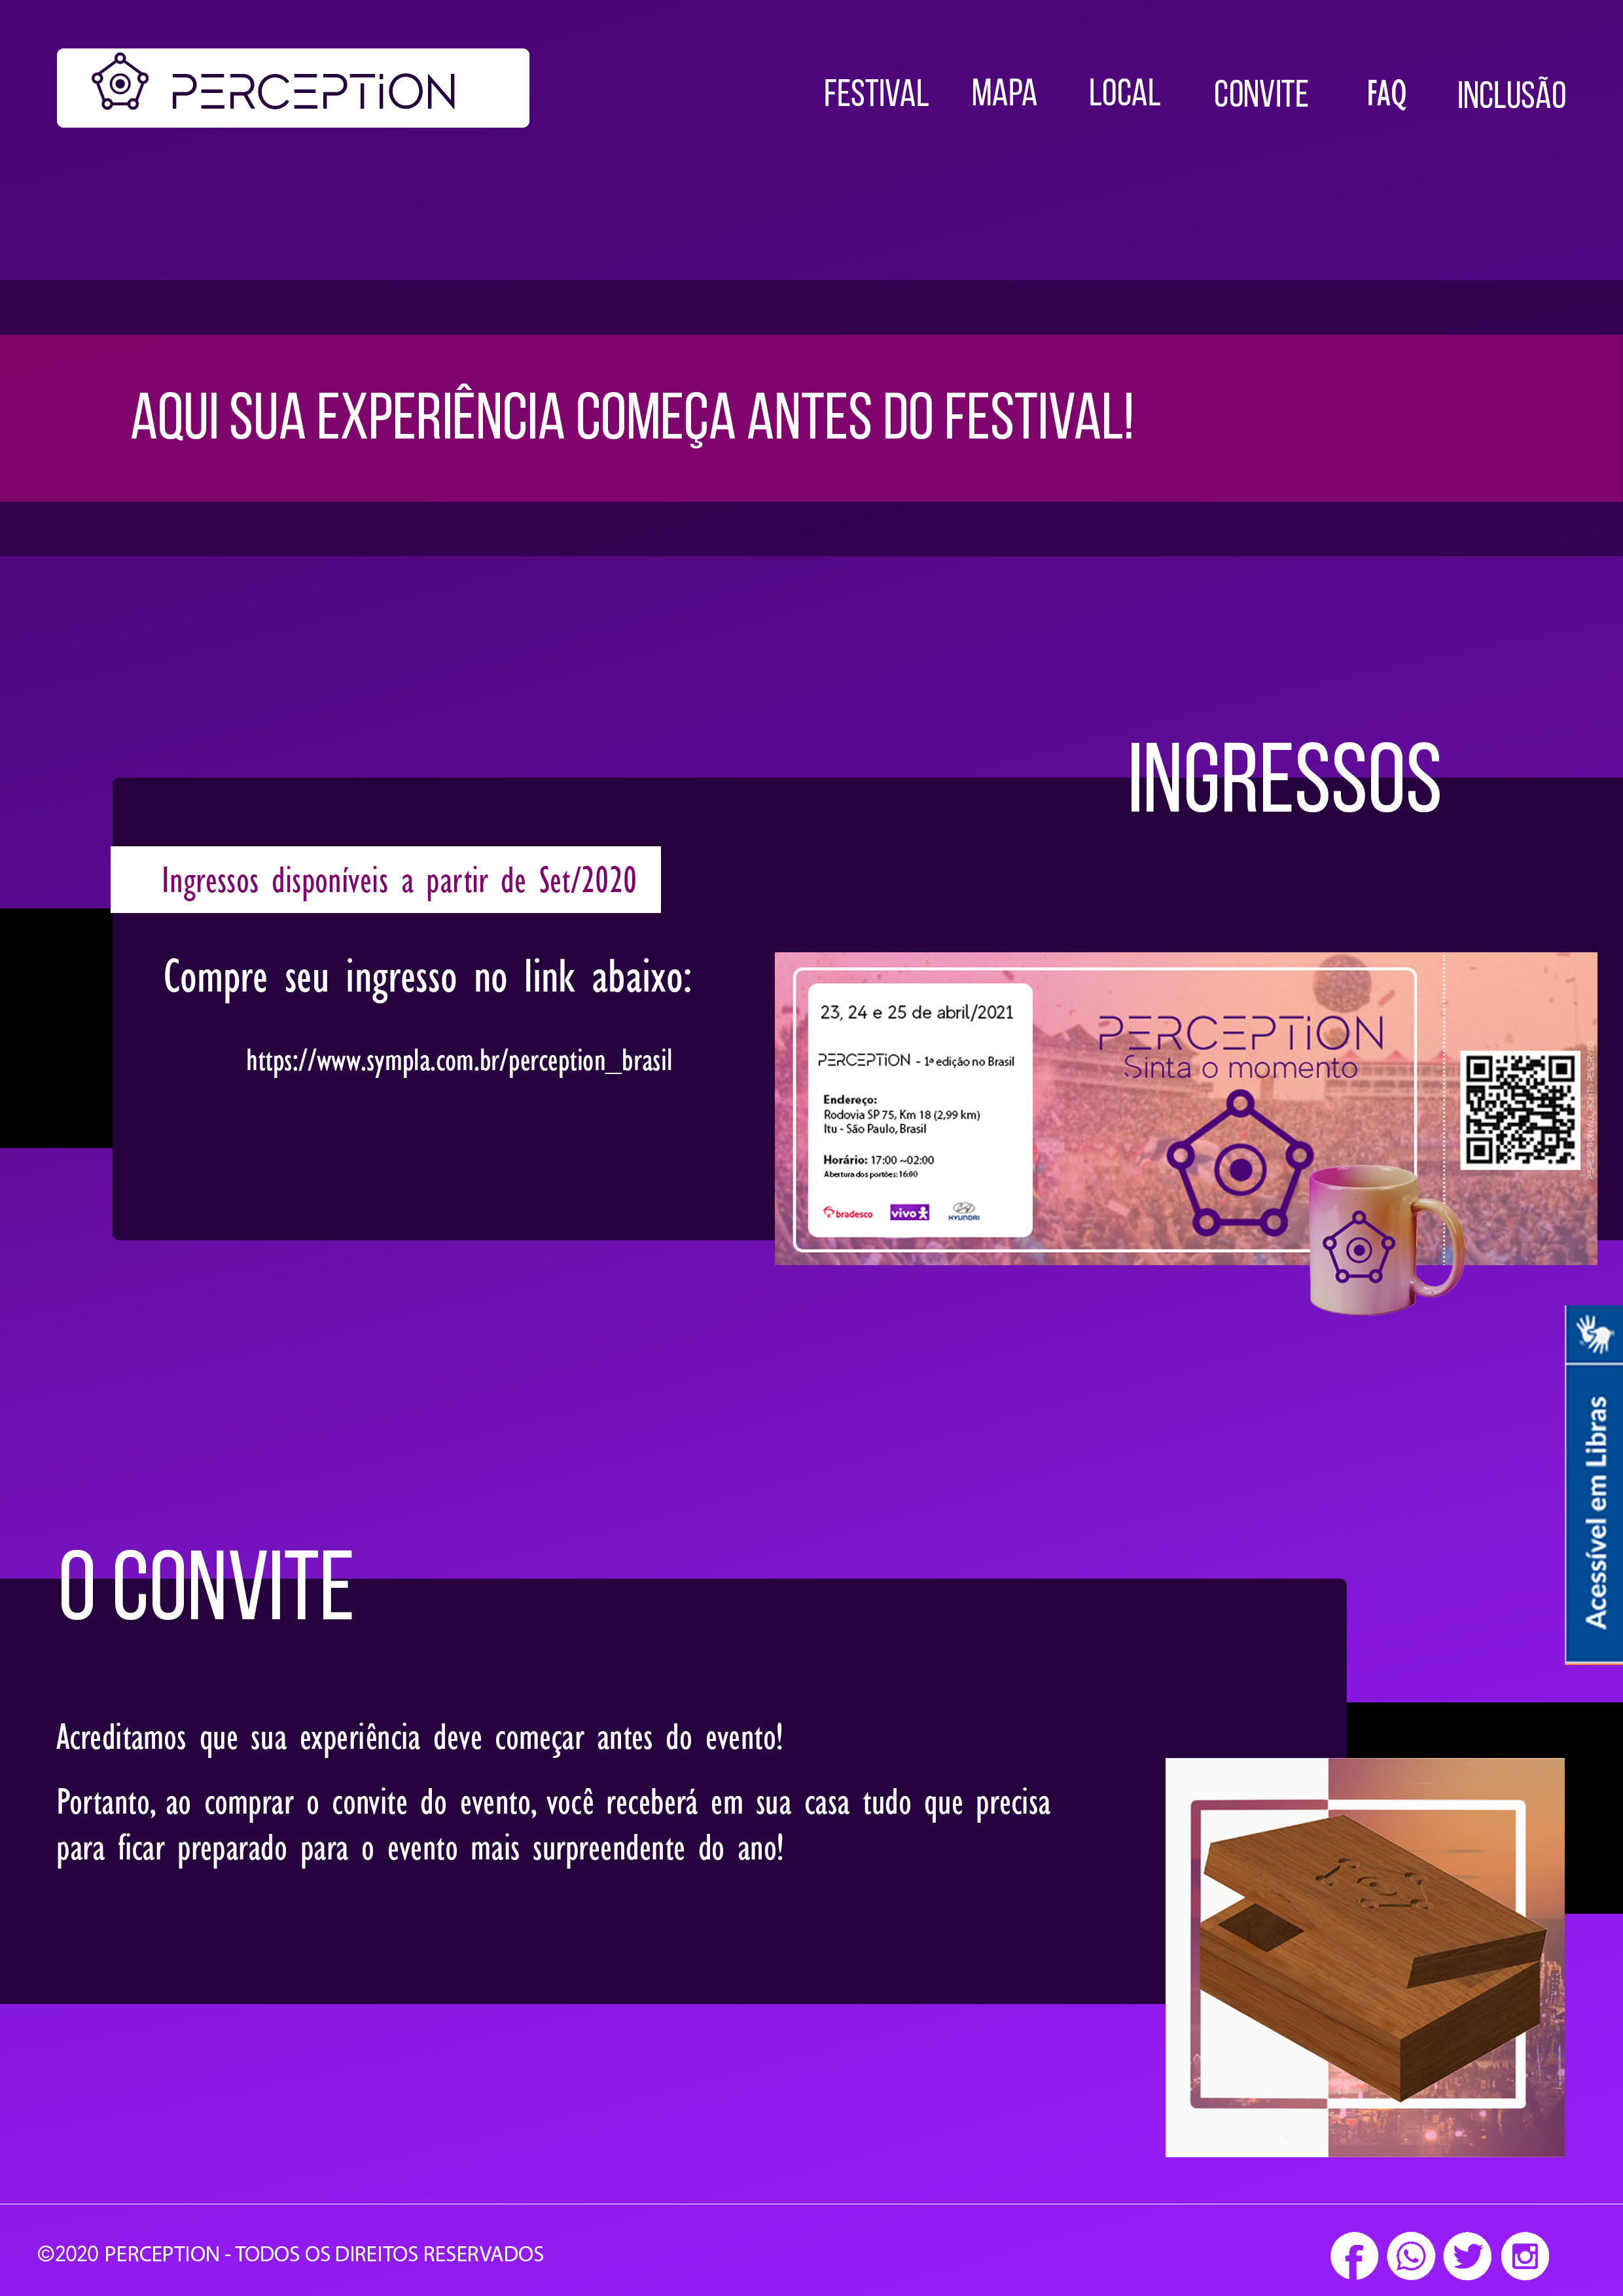 PERCEPTiON
FESTIVAL MAPA LOCAL CONVITE FAQ INCLUSÃO
AQUI SUA EXPERIÊNCIA COMEÇA ANTES DO FESTIVAL!
INGRESSOS
Ingressos disponíveis a partir de Set/2020
Compre seu ingresso no link abaixo:
https://www.sympla.com.br/perception_brasil
23, 24 e 25 de abril/2021
PERCEPTiON - 1ª edição no Brasil
Endereço:
Rodovia SP 75, Km 18 (2,99 km)
Itu - São Paulo, Brasil
Horário: 17:00 ~02:00
Abertura dos portões: 16:00
bradesco vivo HYUNDAI
PERCEPTiON
Sinta o momento
PERCEPTiON ALL RIGHTS RESERVED
Acessível em Libras
O CONVITE
Acreditamos que sua experiência deve começar antes do evento!
Portanto, ao comprar o convite do evento, você receberá em sua casa tudo que precisa
para ficar preparado para o evento mais surpreendente do ano!
©2020 PERCEPTION - TODOS OS DIREITOS RESERVADOS